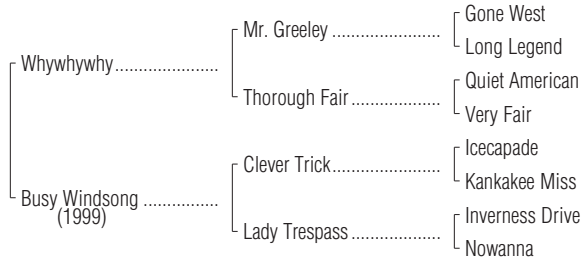 Gone West
Mr. Greeley ....................
Long Legend
Whywhywhy....................
Quiet American
Thorough Fair .................
Very Fair
Icecapade
Clever Trick....................
Kankakee Miss
Busy Windsong ..............
(1999)
Inverness Drive
Lady Trespass .................
Nowanna